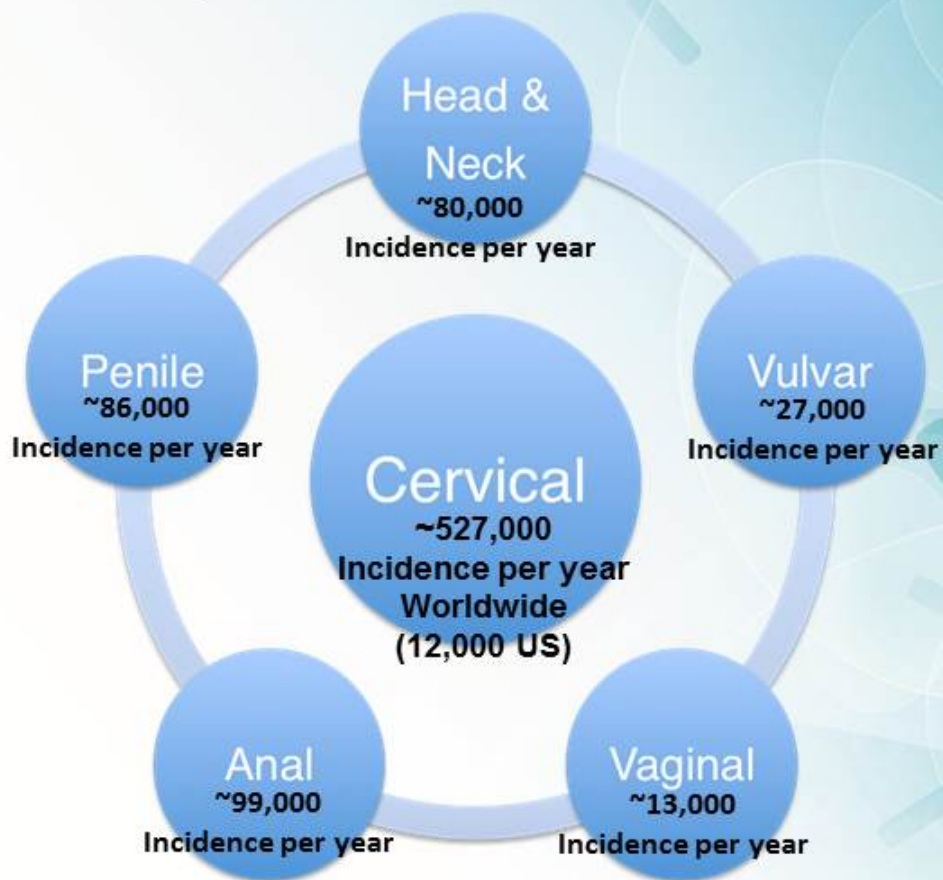 Head &
Neck
~80,000
Incidence per year
Penile
~86,000
Incidence per year
Vulvar
~27,000
Incidence per year
Cervical
~527,000
Incidence per year
Worldwide
(12,000 US)
Anal
~99,000
Incidence per year
Vaginal
~13,000
Incidence per year